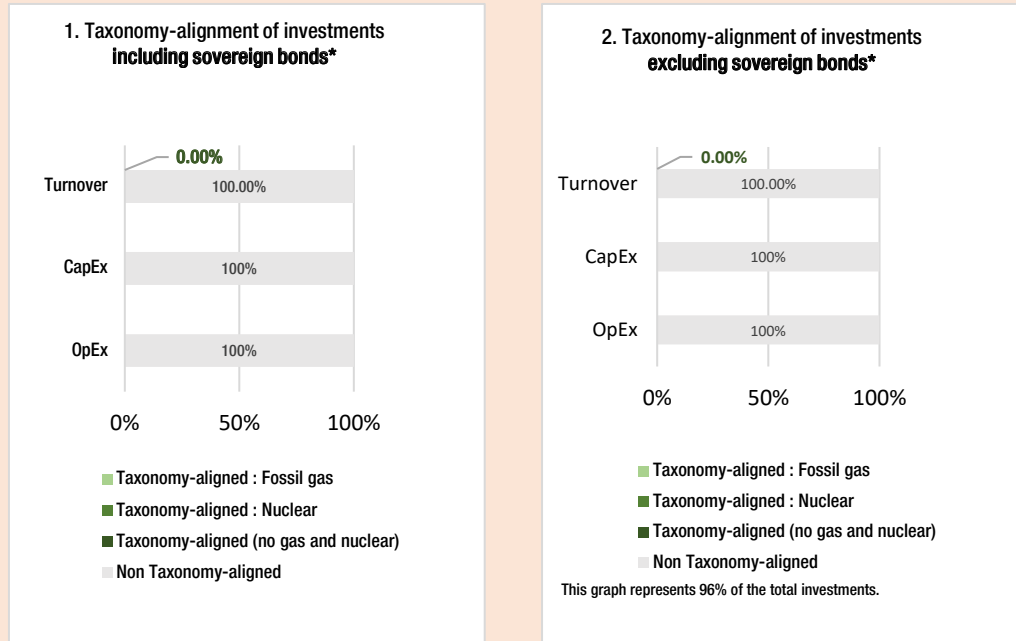 1. Taxonomy-alignment of investments
including sovereign bonds*
0.00%
Turnover
100.00%
CapEx
100%
OpEx
100%
0%
50%
100%
Taxonomy-aligned : Fossil gas
Taxonomy-aligned : Nuclear
Taxonomy-aligned (no gas and nuclear)
Non Taxonomy-aligned
2. Taxonomy-alignment of investments
excluding sovereign bonds*
0.00%
Turnover
100.00%
CapEx
100%
OpEx
100%
0%
50%
100%
Taxonomy-aligned : Fossil gas
Taxonomy-aligned : Nuclear
Taxonomy-aligned (no gas and nuclear)
Non Taxonomy-aligned
This graph represents 96% of the total investments.